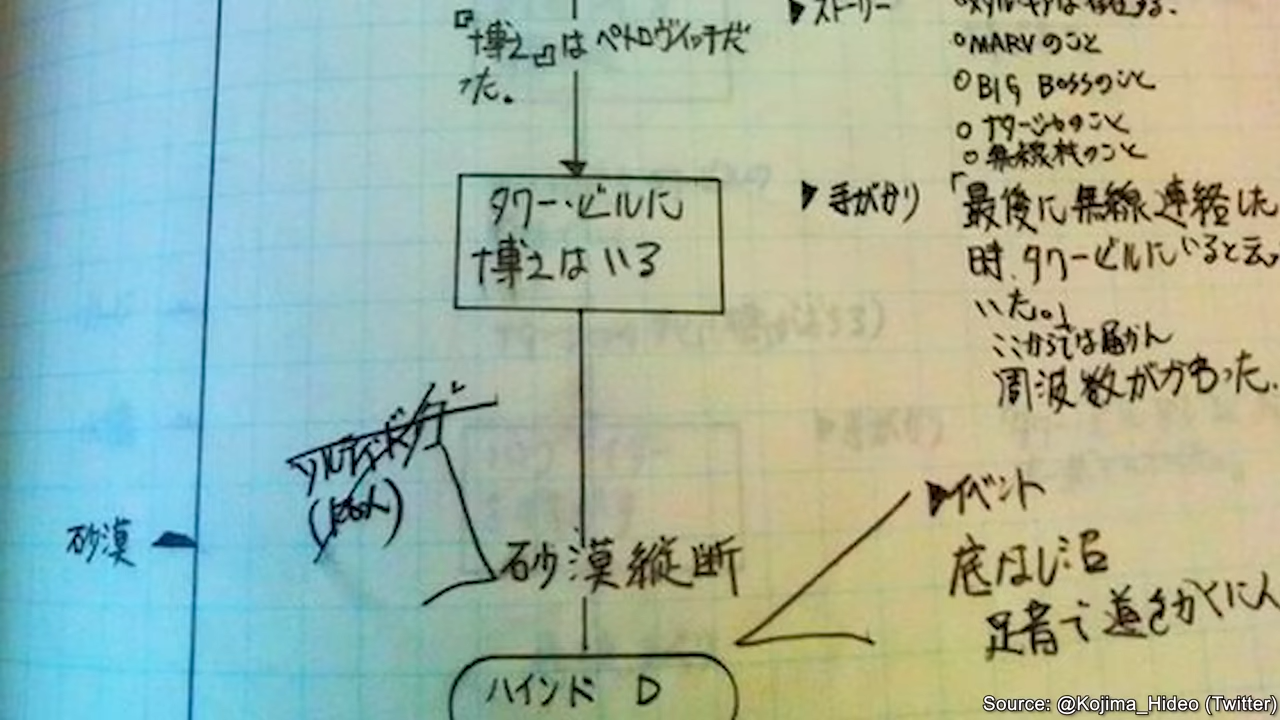 『博士』はペトロヴィッチだ
った。
▶ストーリー
○MARVのこと
○BIG BOSSのこと
○ナターシャのこと
○無線機のこと
タワー・ビルに
博士はいる
▶手がかり
「最後に無線連絡した
時、タワービルにいると云っ
いた。」
ここからでは届かん
周波数がかわった.
砂漠
砂漠縦断
▶イベント
底なし沼
足音で道をかくにん
ハインド D
Source: @Kojima_Hideo (Twitter)